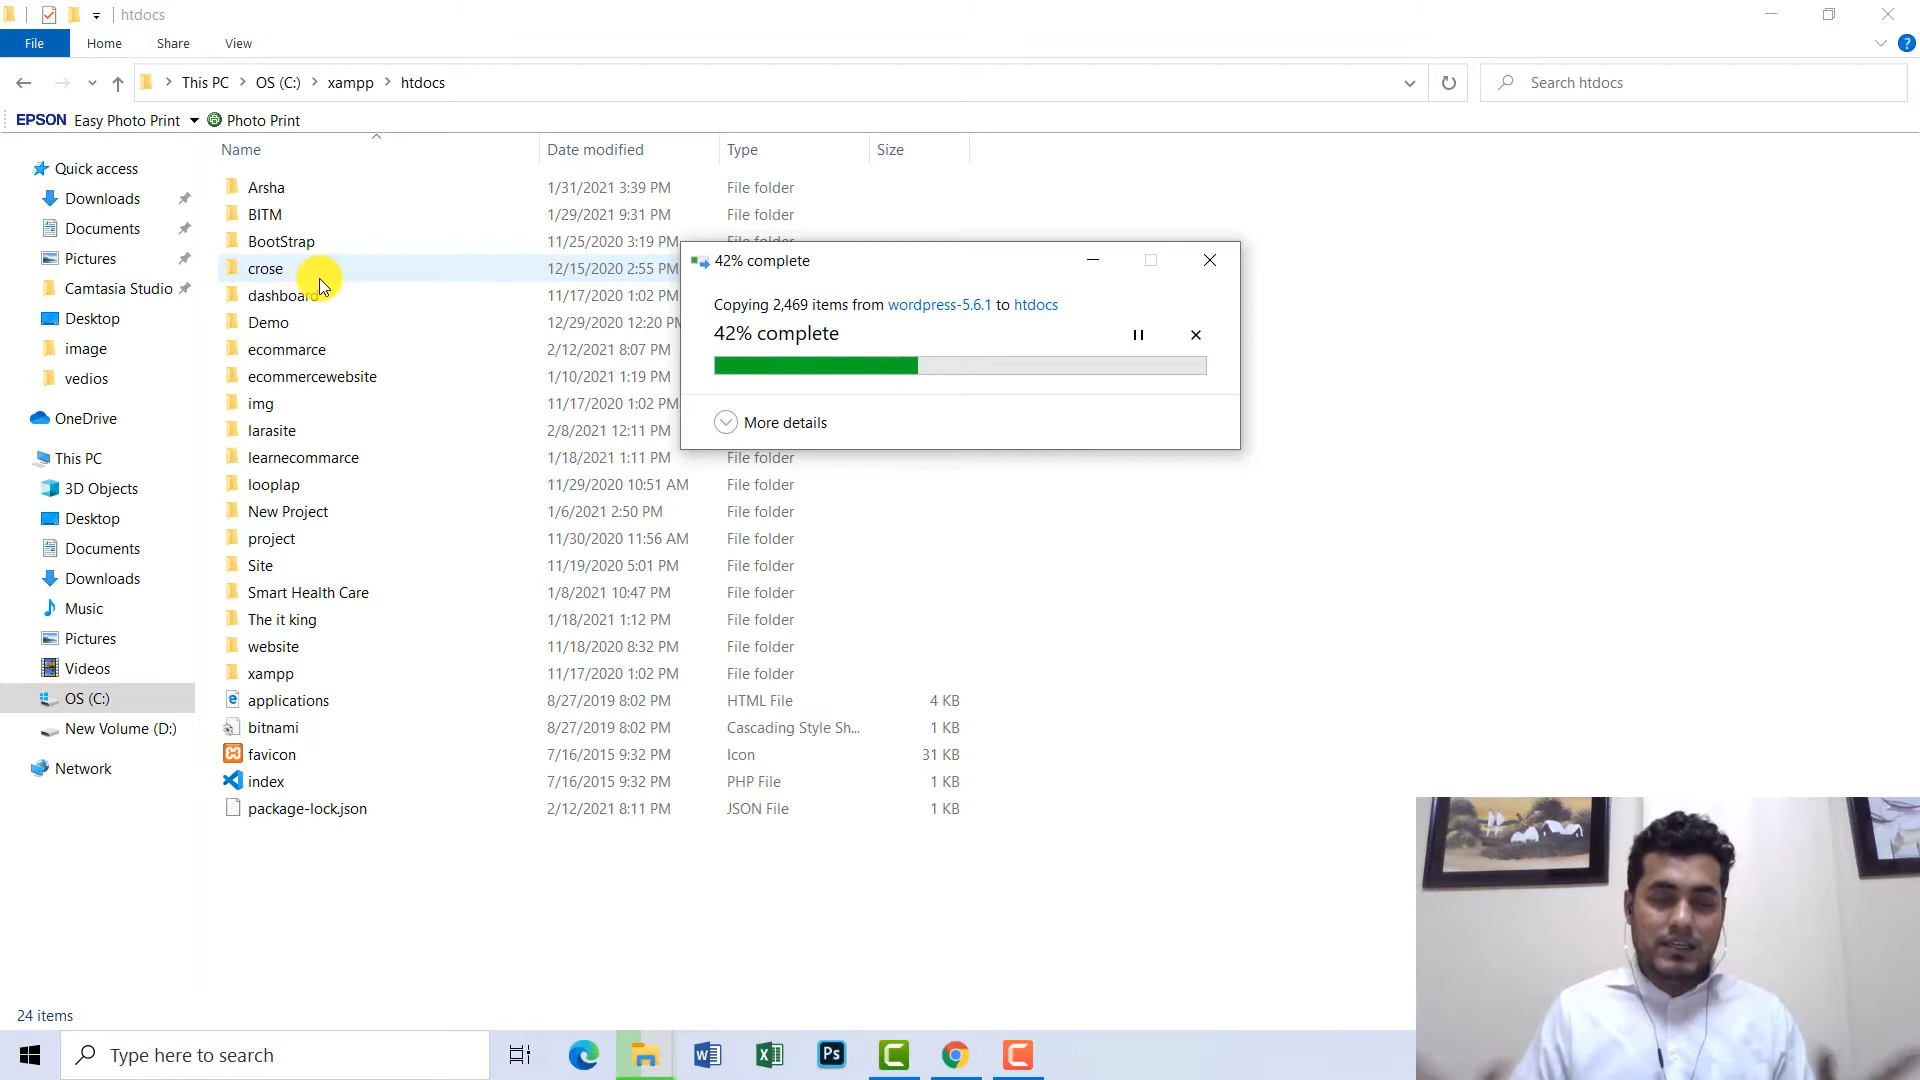 htdocs
File Home Share View
This PC OS (C:) xampp htdocs
Search htdocs
EPSON Easy Photo Print Photo Print
Name Date modified Type Size
Quick access
Downloads
Documents
Pictures
Camtasia Studio
Desktop
image
vedios
OneDrive
This PC
3D Objects
Desktop
Documents
Downloads
Music
Pictures
Videos
OS (C:)
New Volume (D:)
Network
Arsha 1/31/2021 3:39 PM File folder
BITM 1/29/2021 9:31 PM File folder
BootStrap 11/25/2020 3:19 PM File folder
crose 12/15/2020 2:55 PM
dashboard 11/17/2020 1:02 PM
Demo 12/29/2020 12:20 PM
ecommarce 2/12/2021 8:07 PM
ecommercewebsite 1/10/2021 1:19 PM
img 11/17/2020 1:02 PM
larasite 2/8/2021 12:11 PM
learnecommarce 1/18/2021 1:11 PM File folder
looplap 11/29/2020 10:51 AM File folder
New Project 1/6/2021 2:50 PM File folder
project 11/30/2020 11:56 AM File folder
Site 11/19/2020 5:01 PM File folder
Smart Health Care 1/8/2021 10:47 PM File folder
The it king 1/18/2021 1:12 PM File folder
website 11/18/2020 8:32 PM File folder
xampp 11/17/2020 1:02 PM File folder
applications 8/27/2019 8:02 PM HTML File 4 KB
bitnami 8/27/2019 8:02 PM Cascading Style Sh... 1 KB
favicon 7/16/2015 9:32 PM Icon 31 KB
index 7/16/2015 9:32 PM PHP File 1 KB
package-lock.json 2/12/2021 8:11 PM JSON File 1 KB
42% complete
Copying 2,469 items from wordpress-5.6.1 to htdocs
42% complete
More details
24 items
Type here to search
Ps